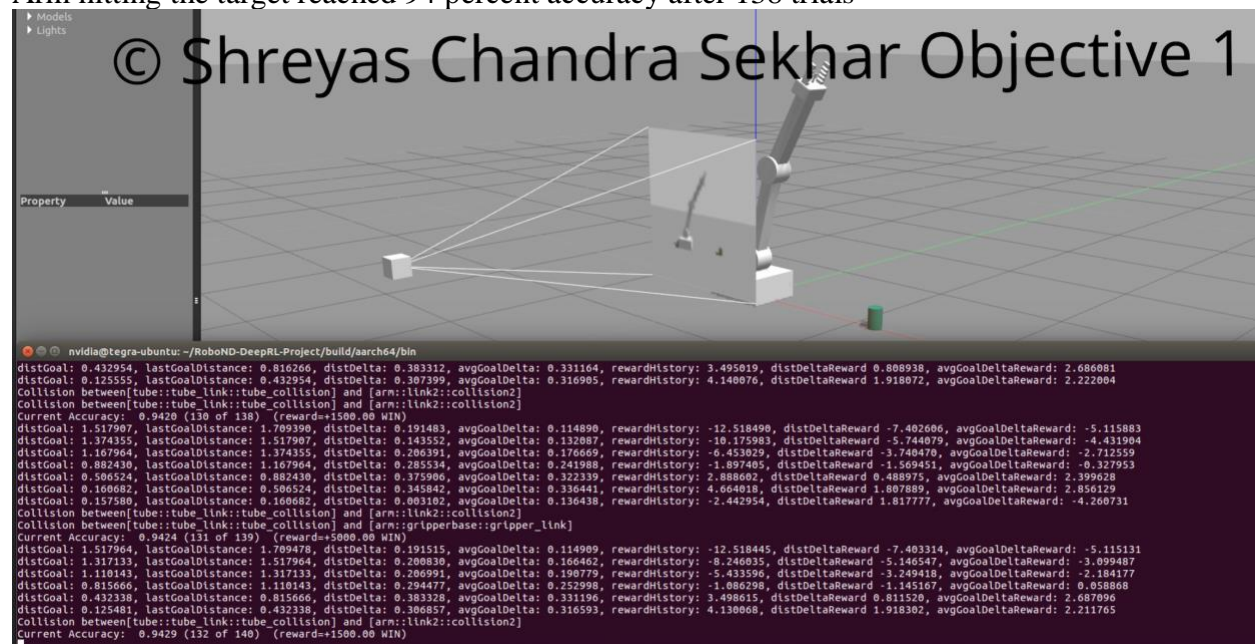 Arm hitting the target reached 94 percent accuracy after 138 trials
Models
Lights
© Shreyas Chandra Sekhar Objective 1
Property Value
nvidia@tegra-ubuntu: ~/RoboND-DeepRL-Project/build/aarch64/bin
distGoal: 0.432954, lastGoalDistance: 0.816266, distDelta: 0.383312, avgGoalDelta: 0.331164, rewardHistory: 3.495019, distDeltaReward 0.808938, avgGoalDeltaReward: 2.686081
distGoal: 0.125555, lastGoalDistance: 0.432954, distDelta: 0.307399, avgGoalDelta: 0.316905, rewardHistory: 4.140076, distDeltaReward 1.918072, avgGoalDeltaReward: 2.222004
Collision between[tube::tube_link::tube_collision] and [arm::link2::collision2]
Current Accuracy: 0.9420 (130 of 138) (reward=+1500.00 WIN)
distGoal: 1.517907, lastGoalDistance: 1.709390, distDelta: 0.191483, avgGoalDelta: 0.114890, rewardHistory: -12.518490, distDeltaReward -7.402606, avgGoalDeltaReward: -5.115883
distGoal: 1.374355, lastGoalDistance: 1.517907, distDelta: 0.143552, avgGoalDelta: 0.132087, rewardHistory: -10.175983, distDeltaReward -5.744079, avgGoalDeltaReward: -4.431904
distGoal: 1.167964, lastGoalDistance: 1.374355, distDelta: 0.206391, avgGoalDelta: 0.176669, rewardHistory: -6.453029, distDeltaReward -3.740470, avgGoalDeltaReward: -2.712559
distGoal: 0.882430, lastGoalDistance: 1.167964, distDelta: 0.285534, avgGoalDelta: 0.241988, rewardHistory: -1.897405, distDeltaReward -1.569451, avgGoalDeltaReward: -0.327953
distGoal: 0.506524, lastGoalDistance: 0.882430, distDelta: 0.375906, avgGoalDelta: 0.322339, rewardHistory: 2.888602, distDeltaReward 0.488975, avgGoalDeltaReward: 2.399628
distGoal: 0.160682, lastGoalDistance: 0.506524, distDelta: 0.345842, avgGoalDelta: 0.336441, rewardHistory: 4.664018, distDeltaReward 1.807889, avgGoalDeltaReward: 2.856129
distGoal: 0.157580, lastGoalDistance: 0.160682, distDelta: 0.003102, avgGoalDelta: 0.136438, rewardHistory: -2.442954, distDeltaReward 1.817777, avgGoalDeltaReward: -4.260731
Collision between[tube::tube_link::tube_collision] and [arm::link2::collision2]
Collision between[tube::tube_link::tube_collision] and [arm::gripperbase::gripper_link]
Current Accuracy: 0.9424 (131 of 139) (reward=+5000.00 WIN)
distGoal: 1.517964, lastGoalDistance: 1.709478, distDelta: 0.191515, avgGoalDelta: 0.114909, rewardHistory: -12.518445, distDeltaReward -7.403314, avgGoalDeltaReward: -5.115131
distGoal: 1.317133, lastGoalDistance: 1.517964, distDelta: 0.200830, avgGoalDelta: 0.166462, rewardHistory: -8.246035, distDeltaReward -5.146547, avgGoalDeltaReward: -3.099487
distGoal: 1.110143, lastGoalDistance: 1.317133, distDelta: 0.206991, avgGoalDelta: 0.190779, rewardHistory: -5.433596, distDeltaReward -3.249418, avgGoalDeltaReward: -2.184177
distGoal: 0.815666, lastGoalDistance: 1.110143, distDelta: 0.294477, avgGoalDelta: 0.252998, rewardHistory: -1.086298, distDeltaReward -1.145167, avgGoalDeltaReward: 0.058868
distGoal: 0.432338, lastGoalDistance: 0.815666, distDelta: 0.383328, avgGoalDelta: 0.331196, rewardHistory: 3.498615, distDeltaReward 0.811520, avgGoalDeltaReward: 2.687096
distGoal: 0.125481, lastGoalDistance: 0.432338, distDelta: 0.306857, avgGoalDelta: 0.316593, rewardHistory: 4.130068, distDeltaReward 1.918302, avgGoalDeltaReward: 2.211765
Collision between[tube::tube_link::tube_collision] and [arm::link2::collision2]
Current Accuracy: 0.9429 (132 of 140) (reward=+1500.00 WIN)